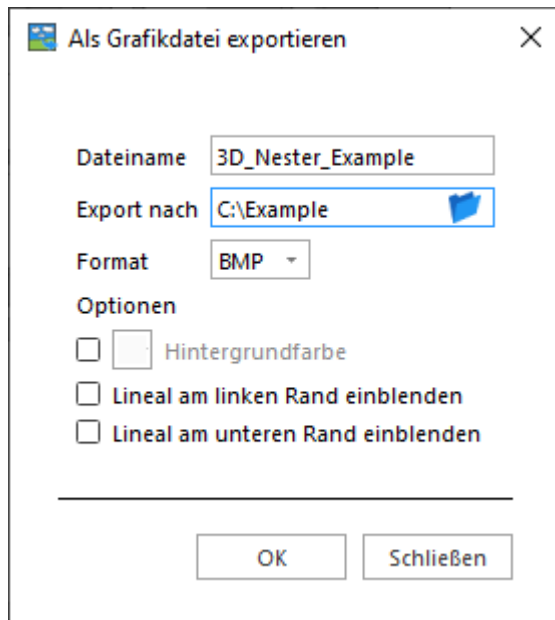 Als Grafikdatei exportieren
Dateiname 3D_Nester_Example
Export nach C:\Example
Format BMP
Optionen
Hintergrundfarbe
Lineal am linken Rand einblenden
Lineal am unteren Rand einblenden
OK Schließen